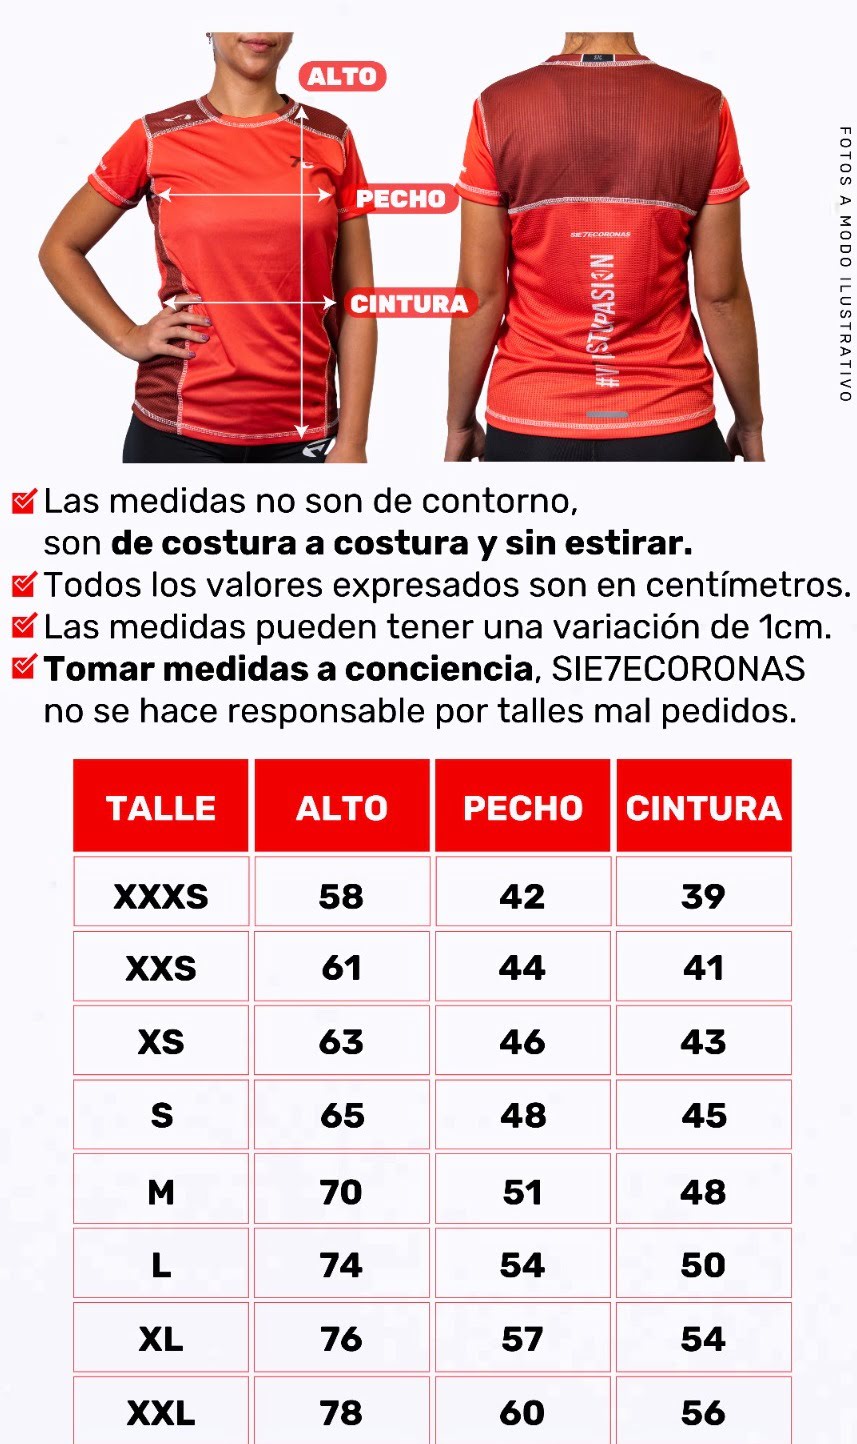 ALTO
PECHO
CINTURA
SIE7ECORONAS
FOTOS A MODO ILUSTRATIVO
Las medidas no son de contorno,
son de costura a costura y sin estirar.
Todos los valores expresados son en centímetros.
Las medidas pueden tener una variación de 1cm.
Tomar medidas a conciencia, SIE7ECORONAS
no se hace responsable por talles mal pedidos.
TALLE ALTO PECHO CINTURA
XXXS 58 42 39
XXS 61 44 41
XS 63 46 43
S 65 48 45
M 70 51 48
L 74 54 50
XL 76 57 54
XXL 78 60 56